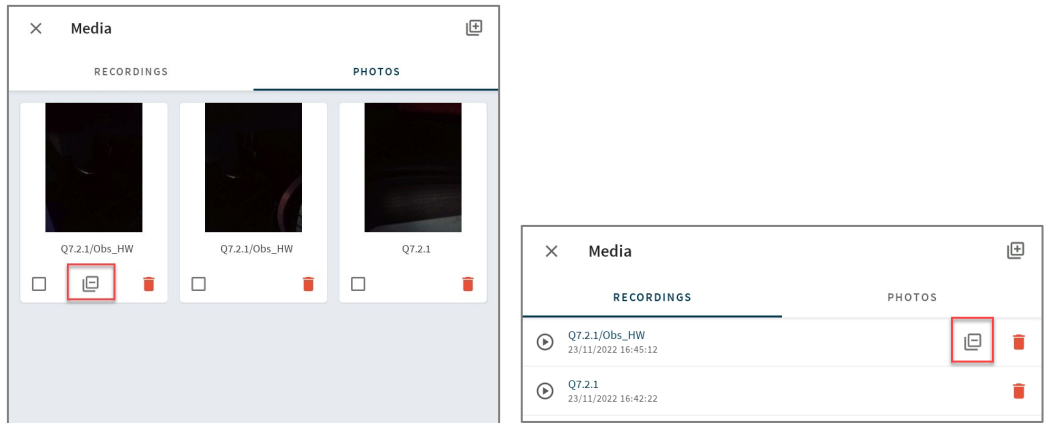 Media
RECORDINGS PHOTOS
Q7.2.1/Obs_HW Q7.2.1/Obs_HW Q7.2.1
Media
RECORDINGS PHOTOS
Q7.2.1/Obs_HW
23/11/2022 16:45:12
Q7.2.1
23/11/2022 16:42:22